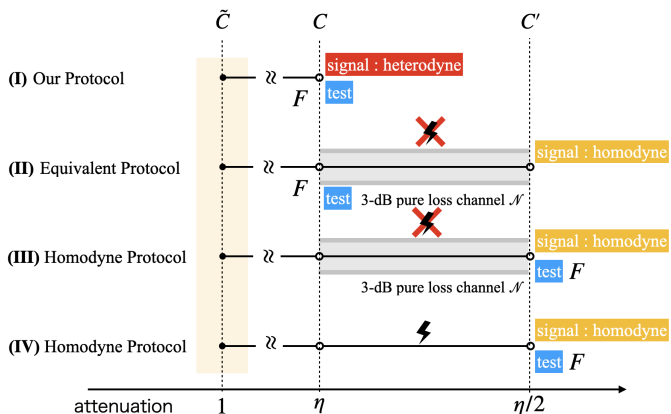 C̃ C C′
(I) Our Protocol
signal : heterodyne
F test
(II) Equivalent Protocol
signal : homodyne
F test 3-dB pure loss channel 𝒩
(III) Homodyne Protocol
signal : homodyne
test F
3-dB pure loss channel 𝒩
(IV) Homodyne Protocol
signal : homodyne
test F
attenuation 1 η η/2